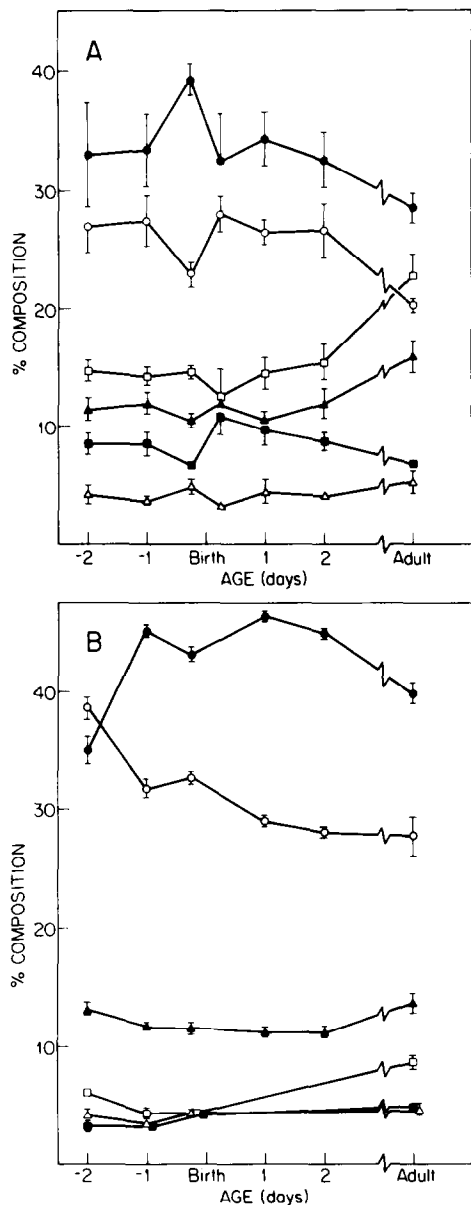 A
40
30
20
10
% COMPOSITION
-2 -1 Birth 1 2 Adult
AGE (days)
B
40
30
20
10
% COMPOSITION
-2 -1 Birth 1 2 Adult
AGE (days)